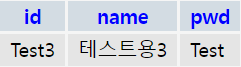 id name pwd
Test3 테스트용3 Test